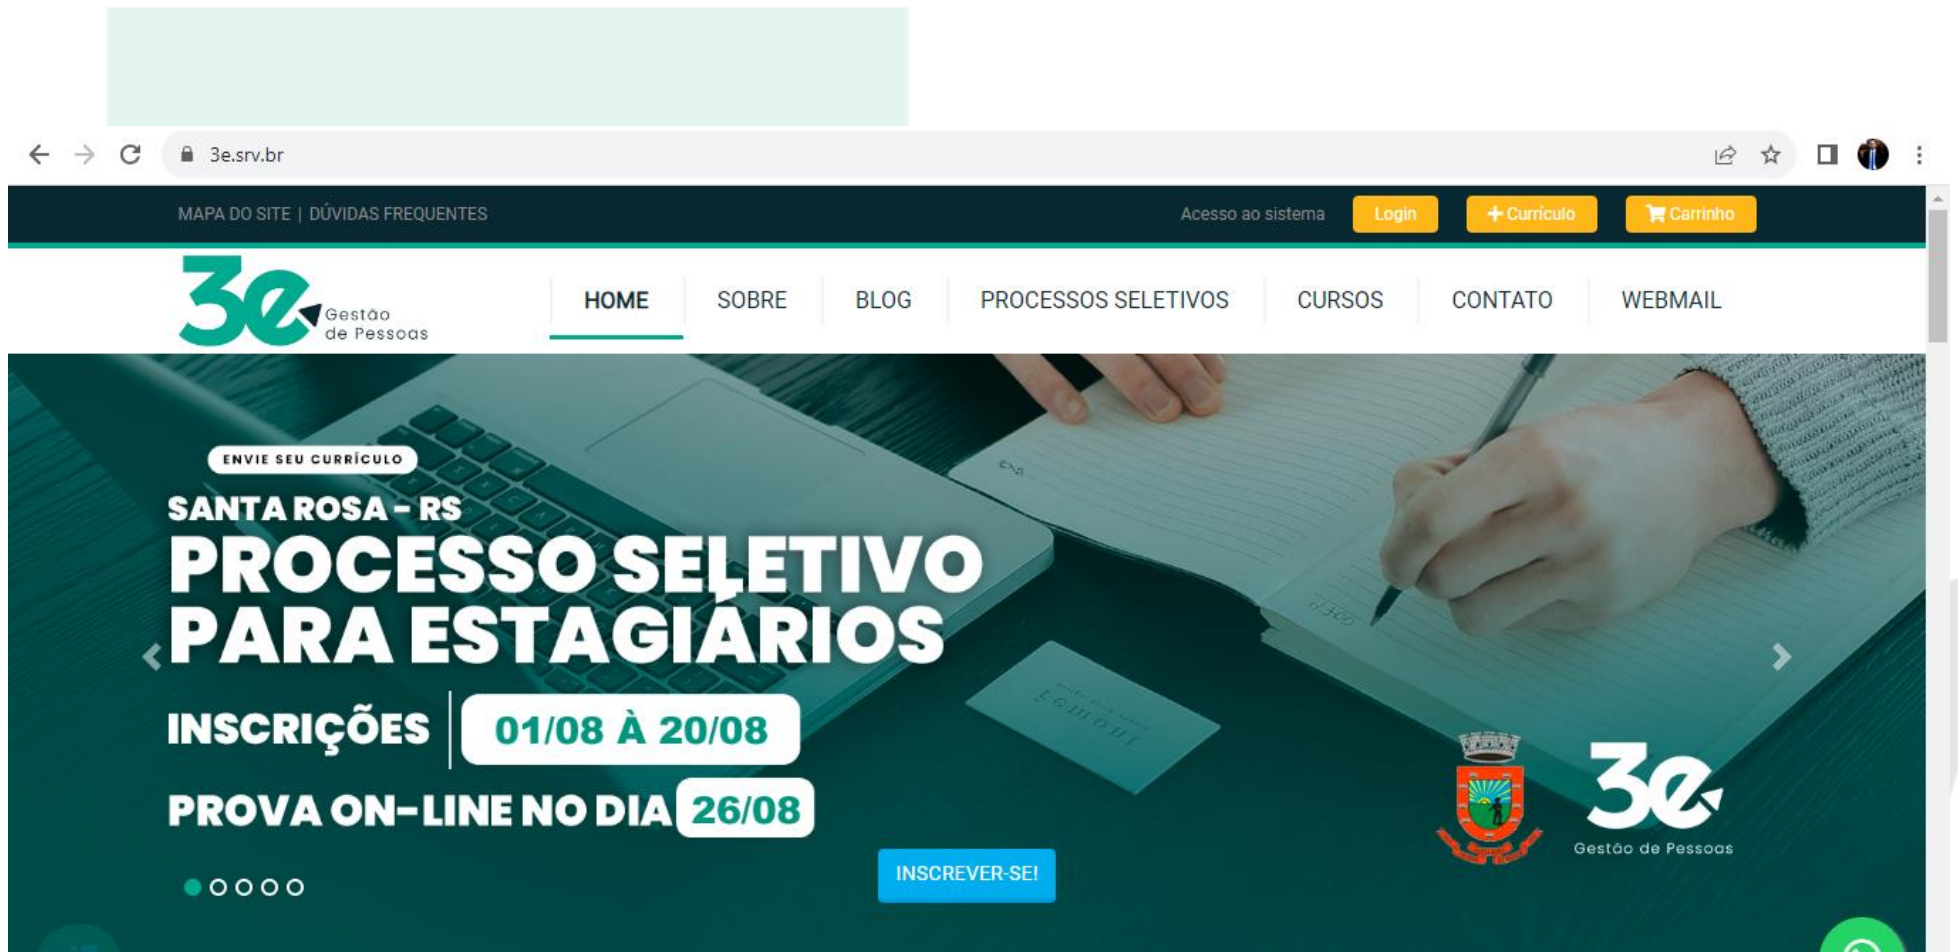 3e.srv.br
MAPA DO SITE | DÚVIDAS FREQUENTES
Acesso ao sistema
Login
+ Currículo
Carrinho
3e Gestão
de Pessoas
HOME
SOBRE
BLOG
PROCESSOS SELETIVOS
CURSOS
CONTATO
WEBMAIL
ENVIE SEU CURRÍCULO
SANTA ROSA - RS
PROCESSO SELETIVO
PARA ESTAGIÁRIOS
INSCRIÇÕES 01/08 À 20/08
PROVA ON-LINE NO DIA 26/08
3e
Gestão de Pessoas
INSCREVER-SE!